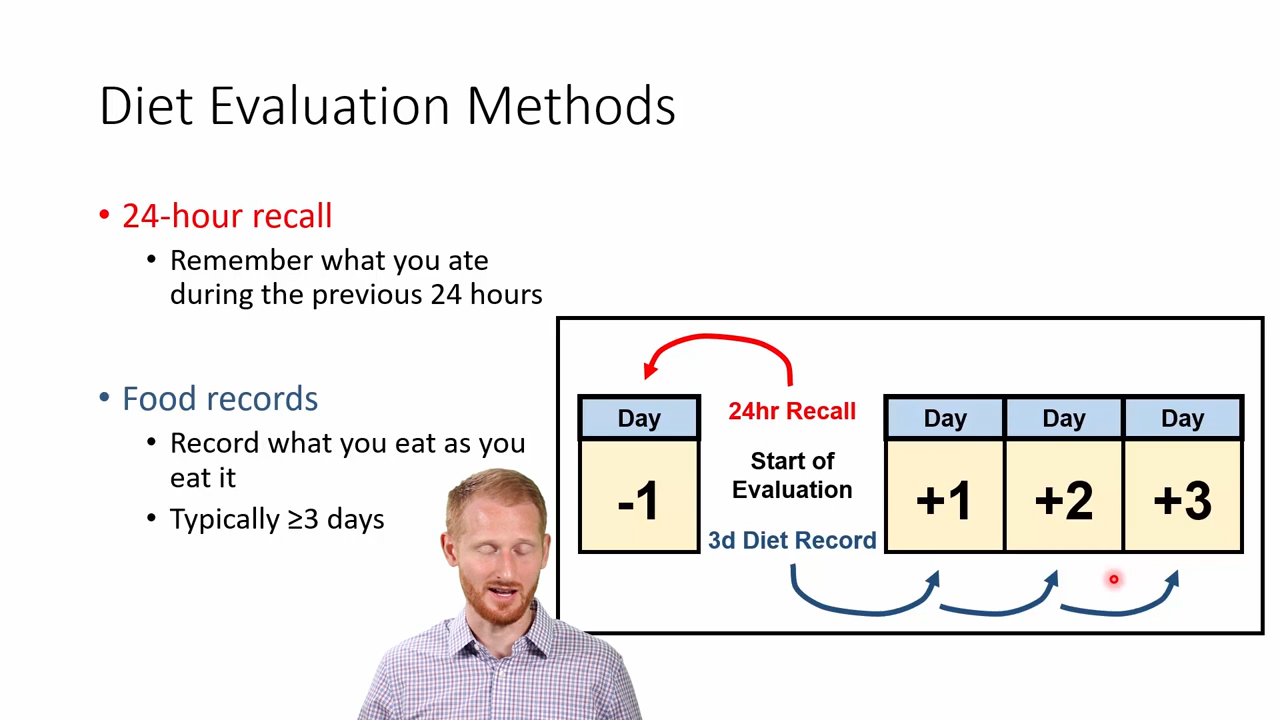 Diet Evaluation Methods
• 24-hour recall
• Remember what you ate
during the previous 24 hours
• Food records
• Record what you eat as you
eat it
• Typically ≥3 days
Day
-1
24hr Recall
Start of
Evaluation
3d Diet Record
Day Day Day
+1 +2 +3